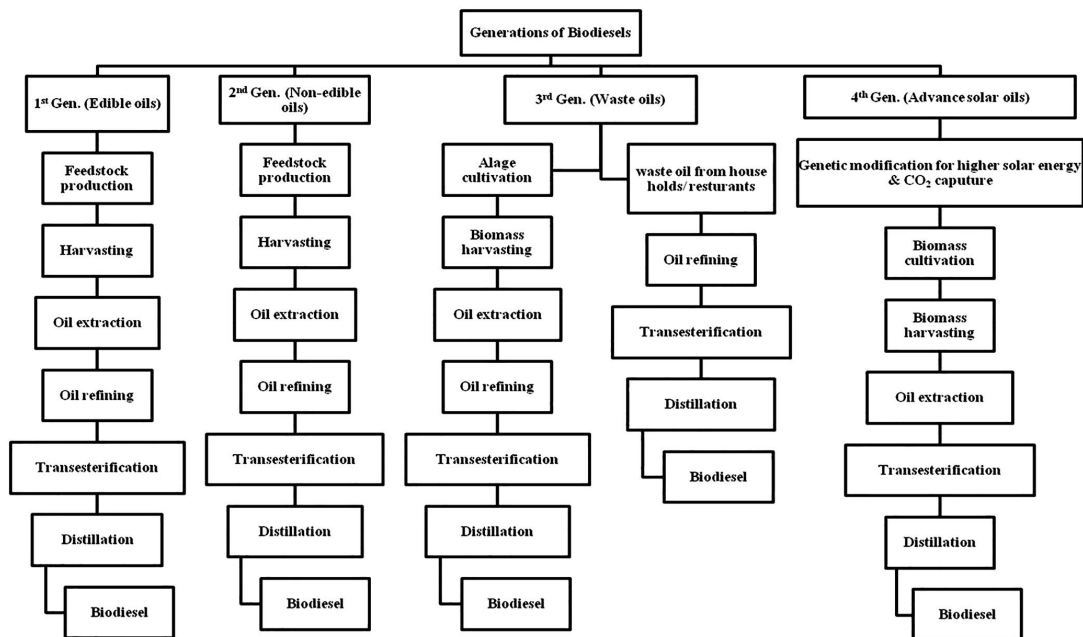 Generations of Biodiesels
1st Gen. (Edible oils)
Feedstock
production
Harvasting
Oil extraction
Oil refining
Transesterification
Distillation
Biodiesel
2nd Gen. (Non-edible
oils)
Feedstock
production
Harvasting
Oil extraction
Oil refining
Transesterification
Distillation
Biodiesel
3rd Gen. (Waste oils)
Alage
cultivation
Biomass
harvasting
Oil extraction
Oil refining
Transesterification
Distillation
Biodiesel
waste oil from house
holds/ resturants
Oil refining
Transesterification
Distillation
Biodiesel
4th Gen. (Advance solar oils)
Genetic modification for higher solar energy
& CO2 caputure
Biomass
cultivation
Biomass
harvasting
Oil extraction
Transesterification
Distillation
Biodiesel